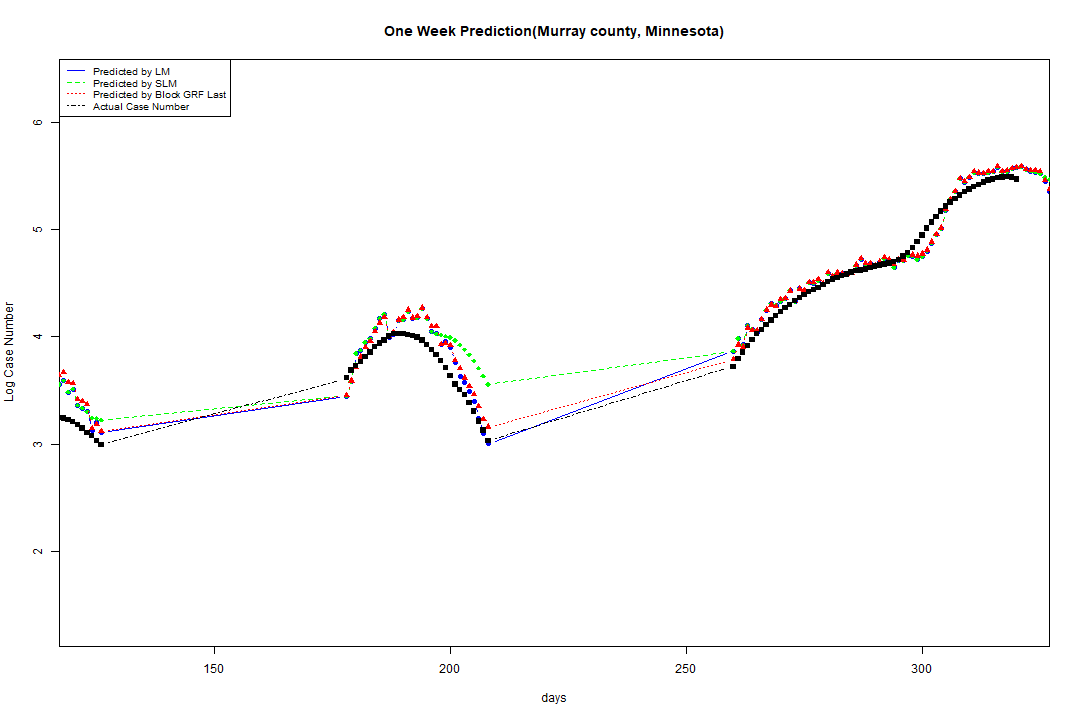 One Week Prediction(Murray county, Minnesota)
Predicted by LM
Predicted by SLM
Predicted by Block GRF Last
Actual Case Number
Log Case Number
6
5
4
3
2
150
200
250
300
days